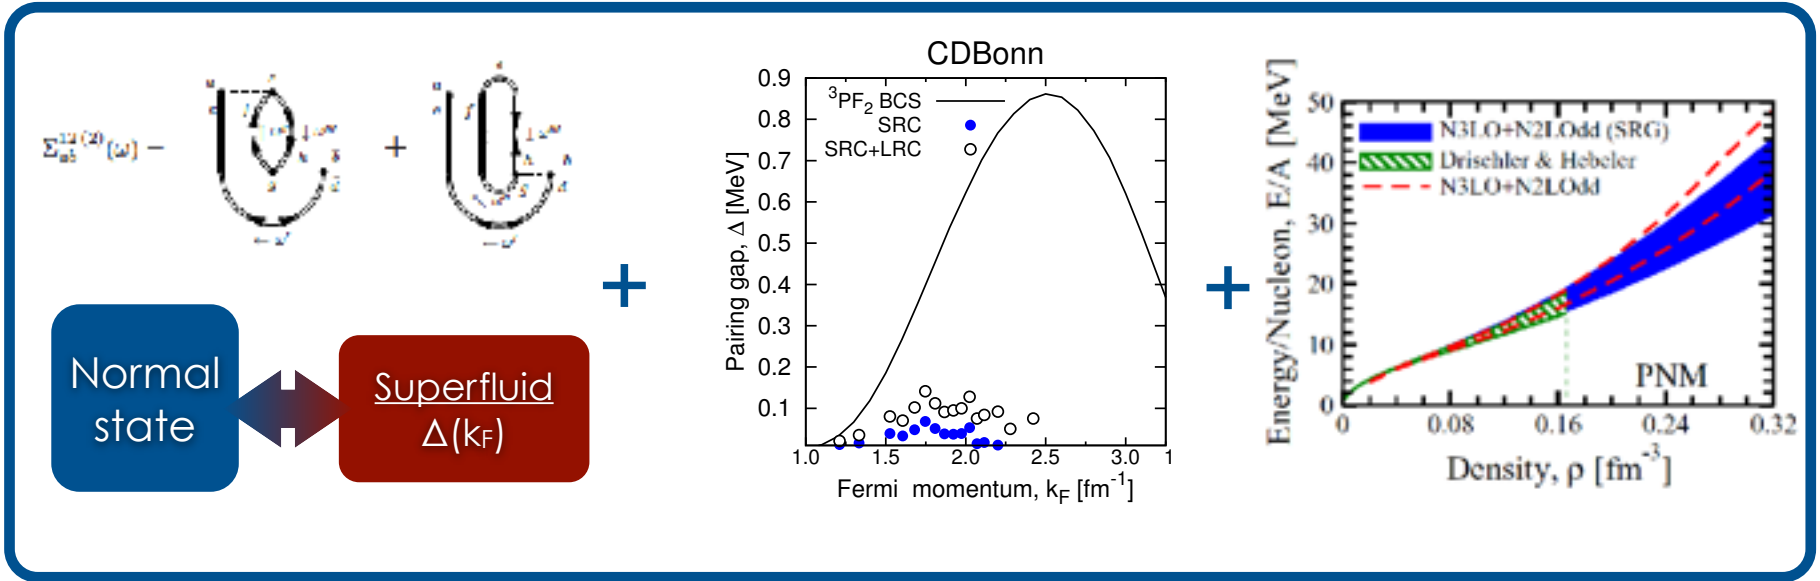 Σ
(2)
(ω) −
+
Normal
state
Superfluid
Δ(kF)
+
CDBonn
0.9
0.8
0.7
0.6
0.5
0.4
0.3
0.2
0.1
³PF₂ BCS
SRC
SRC+LRC
Pairing gap, Δ [MeV]
1.0 1.5 2.0 2.5 3.0 1
Fermi momentum, kF [fm⁻¹]
+
Energy/Nucleon, E/A [MeV]
50
40
30
20
10
0
N3LO+N2LOdd (SRG)
Drischler & Hebeler
N3LO+N2LOdd
PNM
0 0.08 0.16 0.24 0.32
Density, ρ [fm⁻³]